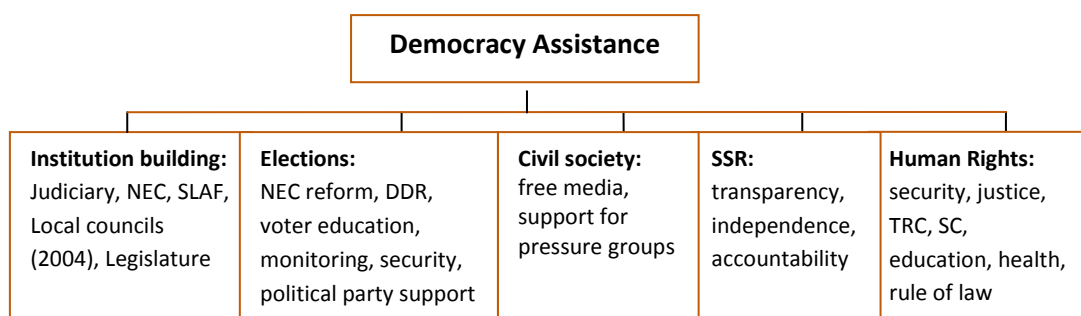 Democracy Assistance
Institution building:
Judiciary, NEC, SLAF,
Local councils
(2004), Legislature
Elections:
NEC reform, DDR,
voter education,
monitoring, security,
political party support
Civil society:
free media,
support for
pressure groups
SSR:
transparency,
independence,
accountability
Human Rights:
security, justice,
TRC, SC,
education, health,
rule of law